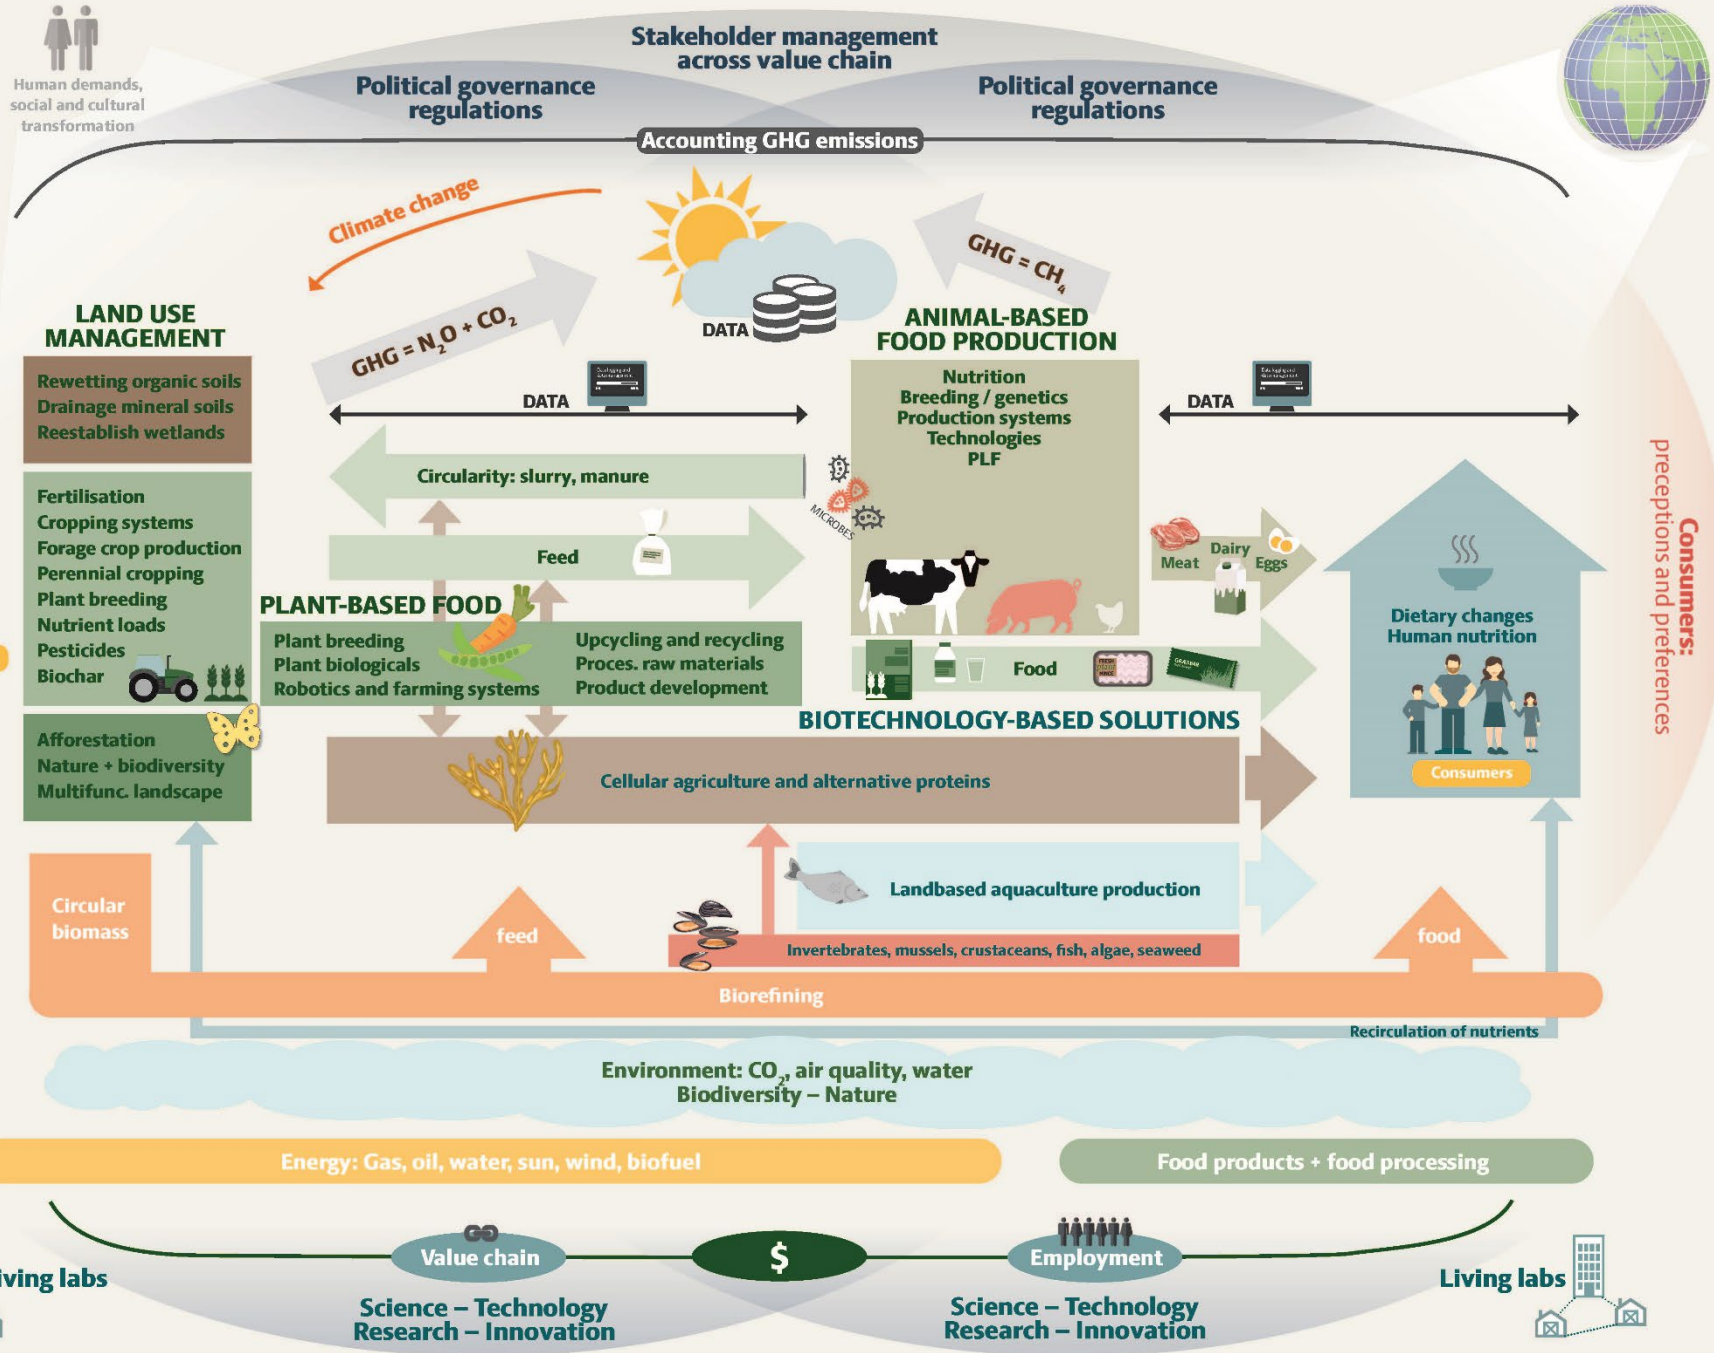 Stakeholder management
across value chain
Political governance
regulations
Political governance
regulations
Human demands,
social and cultural
transformation
Accounting GHG emissions
Climate change
GHG = N₂O + CO₂
GHG = CH₄
DATA
LAND USE
MANAGEMENT
Rewetting organic soils
Drainage mineral soils
Reestablish wetlands
Fertilisation
Cropping systems
Forage crop production
Perennial cropping
Plant breeding
Nutrient loads
Pesticides
Biochar
Afforestation
Nature + biodiversity
Multifunc. landscape
DATA
Circularity: slurry, manure
Feed
MICROBES
PLANT-BASED FOOD
Plant breeding
Plant biologicals
Robotics and farming systems
Upcycling and recycling
Proces. raw materials
Product development
ANIMAL-BASED
FOOD PRODUCTION
Nutrition
Breeding / genetics
Production systems
Technologies
PLF
DATA
Meat
Dairy
Eggs
Food
BIOTECHNOLOGY-BASED SOLUTIONS
Cellular agriculture and alternative proteins
Landbased aquaculture production
Invertebrates, mussels, crustaceans, fish, algae, seaweed
Dietary changes
Human nutrition
Consumers
Consumers:
preceptions and preferences
Circular
biomass
feed
food
Biorefining
Recirculation of nutrients
Environment: CO₂, air quality, water
Biodiversity – Nature
Energy: Gas, oil, water, sun, wind, biofuel
Food products + food processing
Value chain
$
Employment
iving labs
Living labs
Science – Technology
Research – Innovation
Science – Technology
Research – Innovation